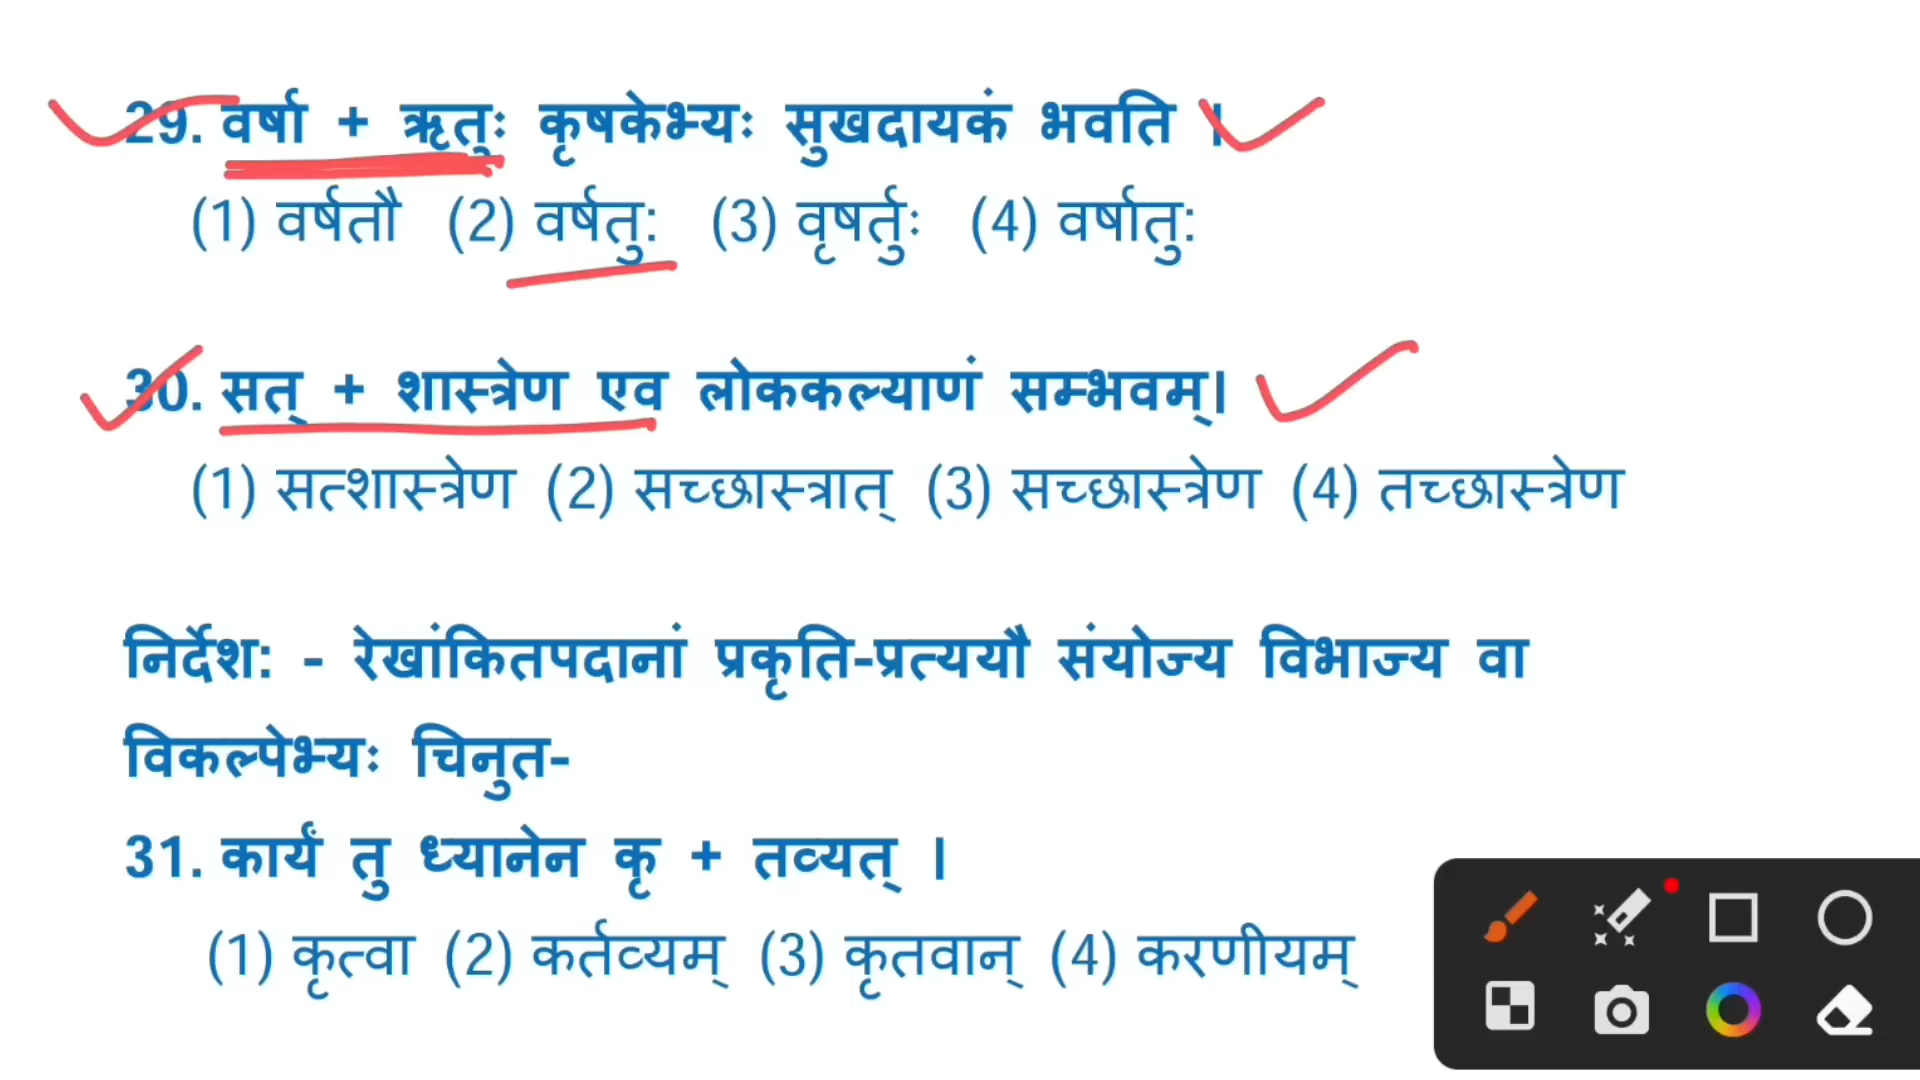 29. वर्षा + ऋतुः कृषकेभ्यः सुखदायकं भवति ।
(1) वर्षतौ (2) वर्षतु: (3) वृषर्तुः (4) वर्षातु:
30. सत् + शास्त्रेण एव लोककल्याणं सम्भवम्।
(1) सत्शास्त्रेण (2) सच्छास्त्रात् (3) सच्छास्त्रेण (4) तच्छास्त्रेण
निर्देश: - रेखांकितपदानां प्रकृति-प्रत्ययौ संयोज्य विभाज्य वा
विकल्पेभ्यः चिनुत-
31. कार्यं तु ध्यानेन कृ + तव्यत् ।
(1) कृत्वा (2) कर्तव्यम् (3) कृतवान् (4) करणीयम्